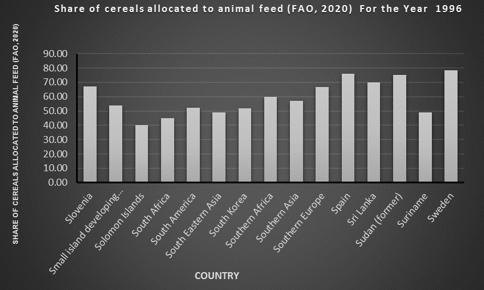 Share of cereals allocated to animal feed (FAO, 2020) For the Year 1996
SHARE OF CEREALS ALLOCATED TO ANIMAL FEED (FAO,2020)
90.00
80.00
70.00
60.00
50.00
40.00
30.00
20.00
10.00
0.00
Slovenia
Small island developing...
Solomon Islands
South Africa
South America
South Eastern Asia
South Korea
Southern Africa
Southern Asia
Southern Europe
Spain
Sri Lanka
Sudan (former)
Suriname
Sweden
COUNTRY